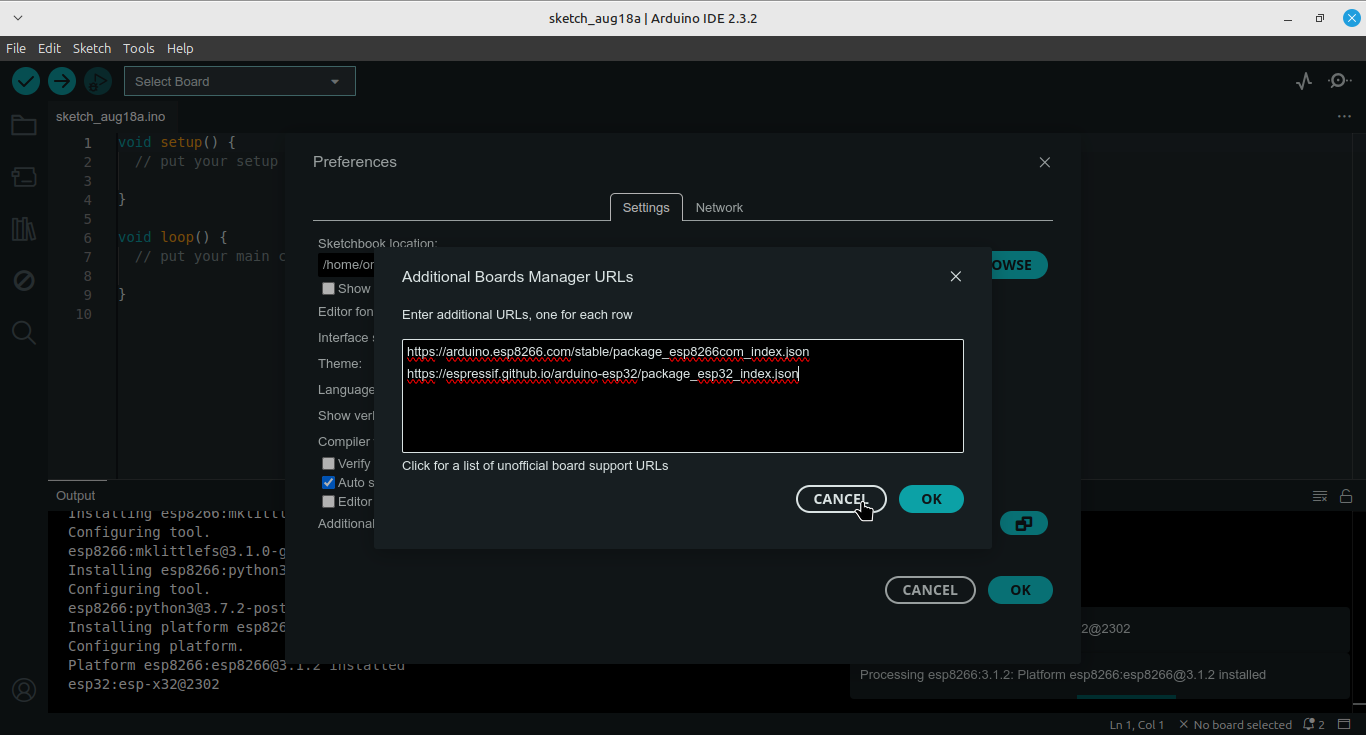 sketch_aug18a | Arduino IDE 2.3.2
File Edit Sketch Tools Help
Select Board
sketch_aug18a.ino
1 void setup() {
2 // put your setup
3
4 }
5
6 void loop() {
7 // put your main c
8
9 }
10
Preferences
Settings Network
Sketchbook location:
/home/or
OWSE
Show
Editor fon
Interface
Theme:
Language
Show ver
Compiler
Verify
Auto s
Editor
Additional
CANCEL OK
Additional Boards Manager URLs
Enter additional URLs, one for each row
https://arduino.esp8266.com/stable/package_esp8266com_index.json
https://espressif.github.io/arduino-esp32/package_esp32_index.json
Click for a list of unofficial board support URLs
CANCEL OK
Output
Installing esp8266:mklittl
Configuring tool.
esp8266:mklittlefs@3.1.0-g
Installing esp8266:python3
Configuring tool.
esp8266:python3@3.7.2-post
Installing platform esp826
Configuring platform.
Platform esp8266:esp8266@3.1.2 installed
esp32:esp-x32@2302
2@2302
Processing esp8266:3.1.2: Platform esp8266:esp8266@3.1.2 installed
Ln 1, Col 1 No board selected 2